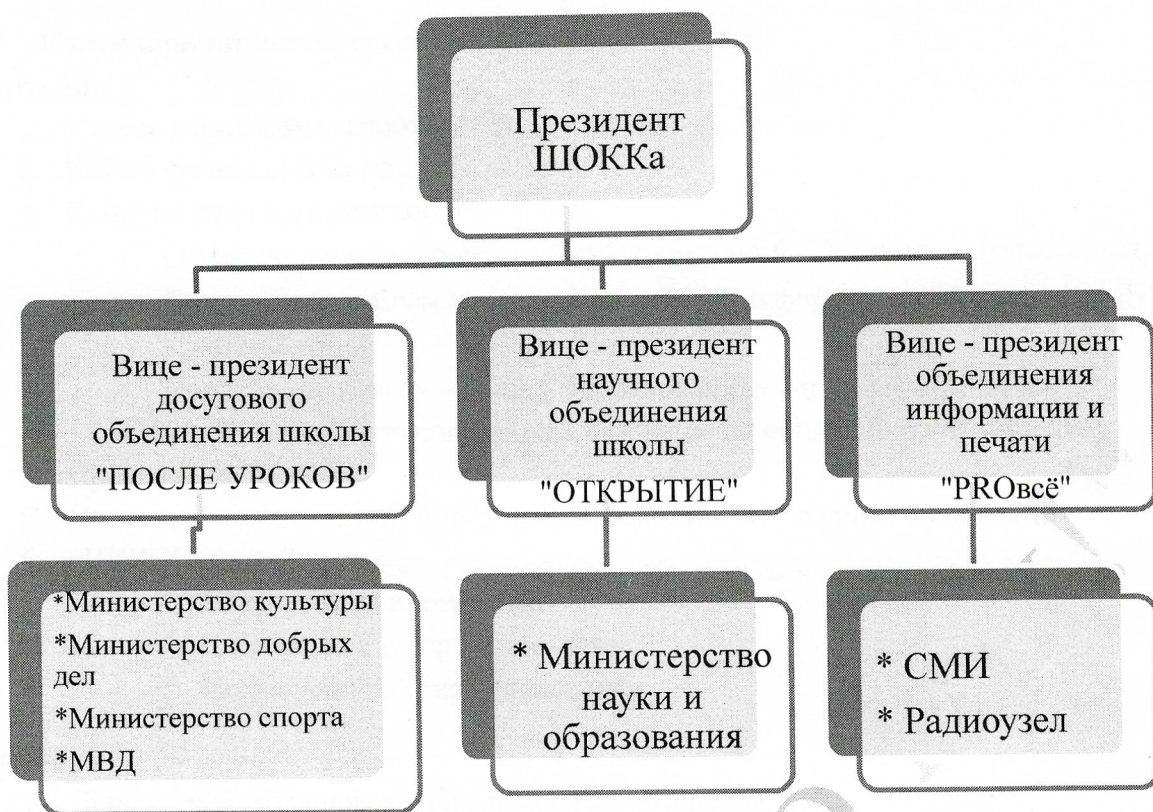 Президент
ШОККа
Вице - президент
досугового
объединения школы
"ПОСЛЕ УРОКОВ"
Вице - президент
научного
объединения
школы
"ОТКРЫТИЕ"
Вице - президент
объединения
информации и
печати
"PROвсё"
*Министерство культуры
*Министерство добрых
дел
*Министерство спорта
*МВД
* Министерство
науки и
образования
* СМИ
* Радиоузел